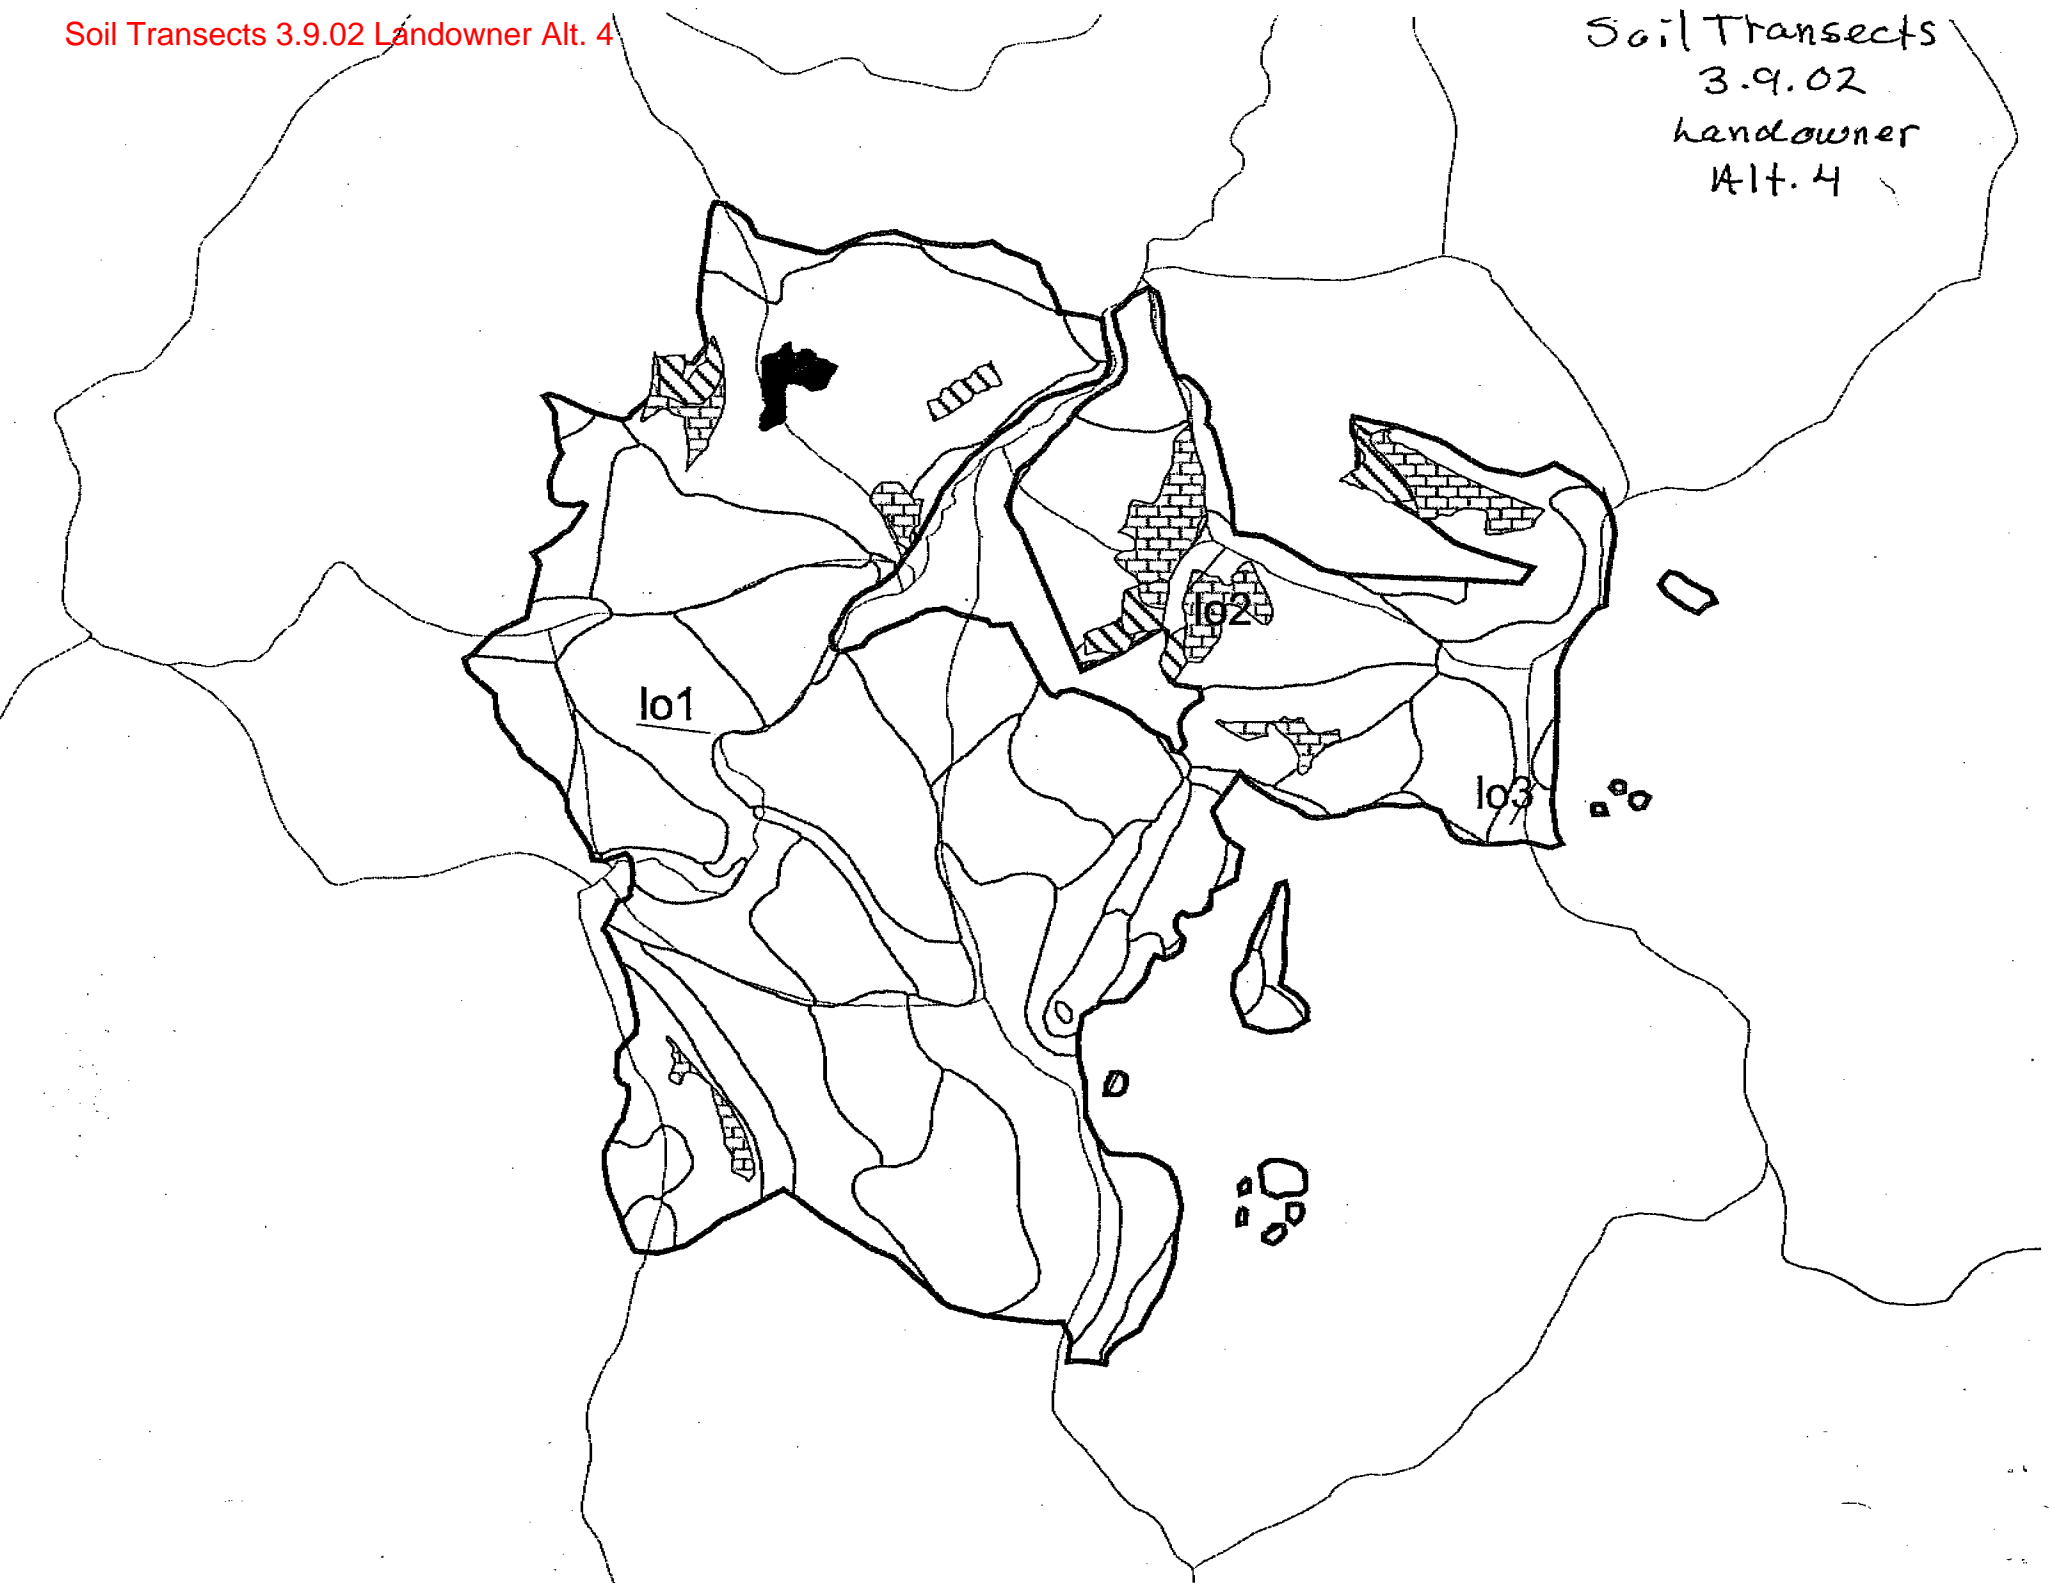 Soil Transects 3.9.02 Landowner Alt. 4
Soil Transects
3.9.02
Landowner
Alt. 4
lo1
lo2
lo3